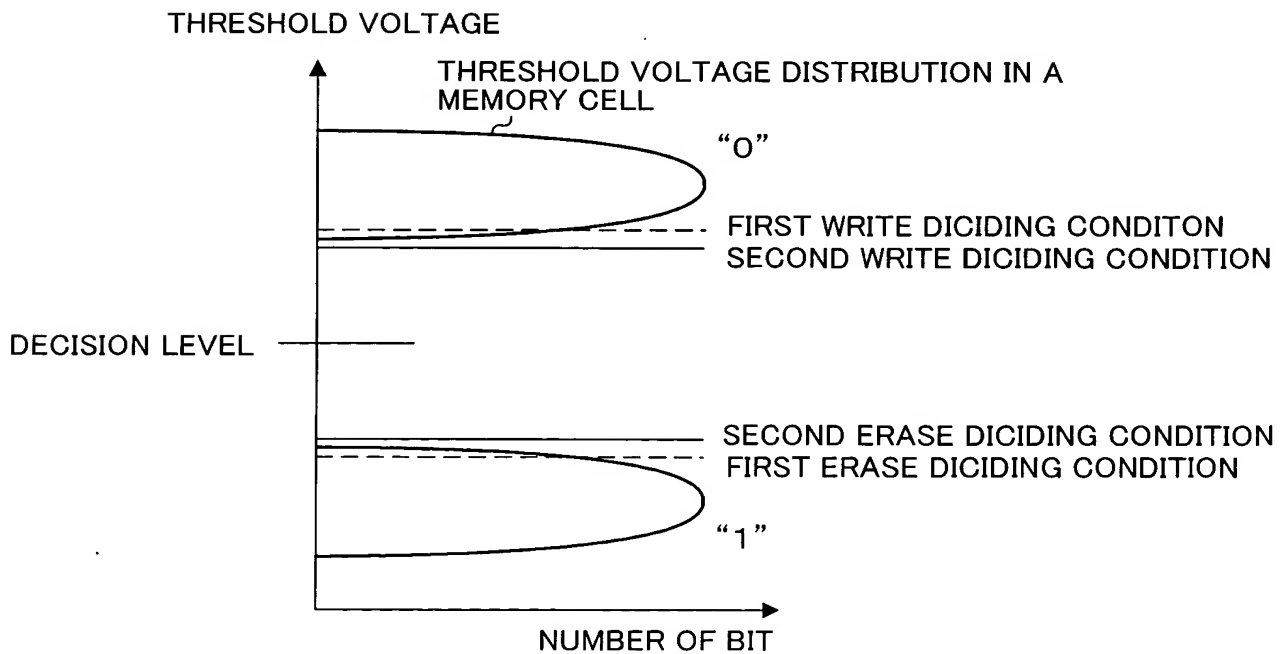 THRESHOLD VOLTAGE
THRESHOLD VOLTAGE DISTRIBUTION IN A
MEMORY CELL
“0”
FIRST WRITE DICIDING CONDITON
SECOND WRITE DICIDING CONDITION
DECISION LEVEL
SECOND ERASE DICIDING CONDITION
FIRST ERASE DICIDING CONDITION
“1”
NUMBER OF BIT